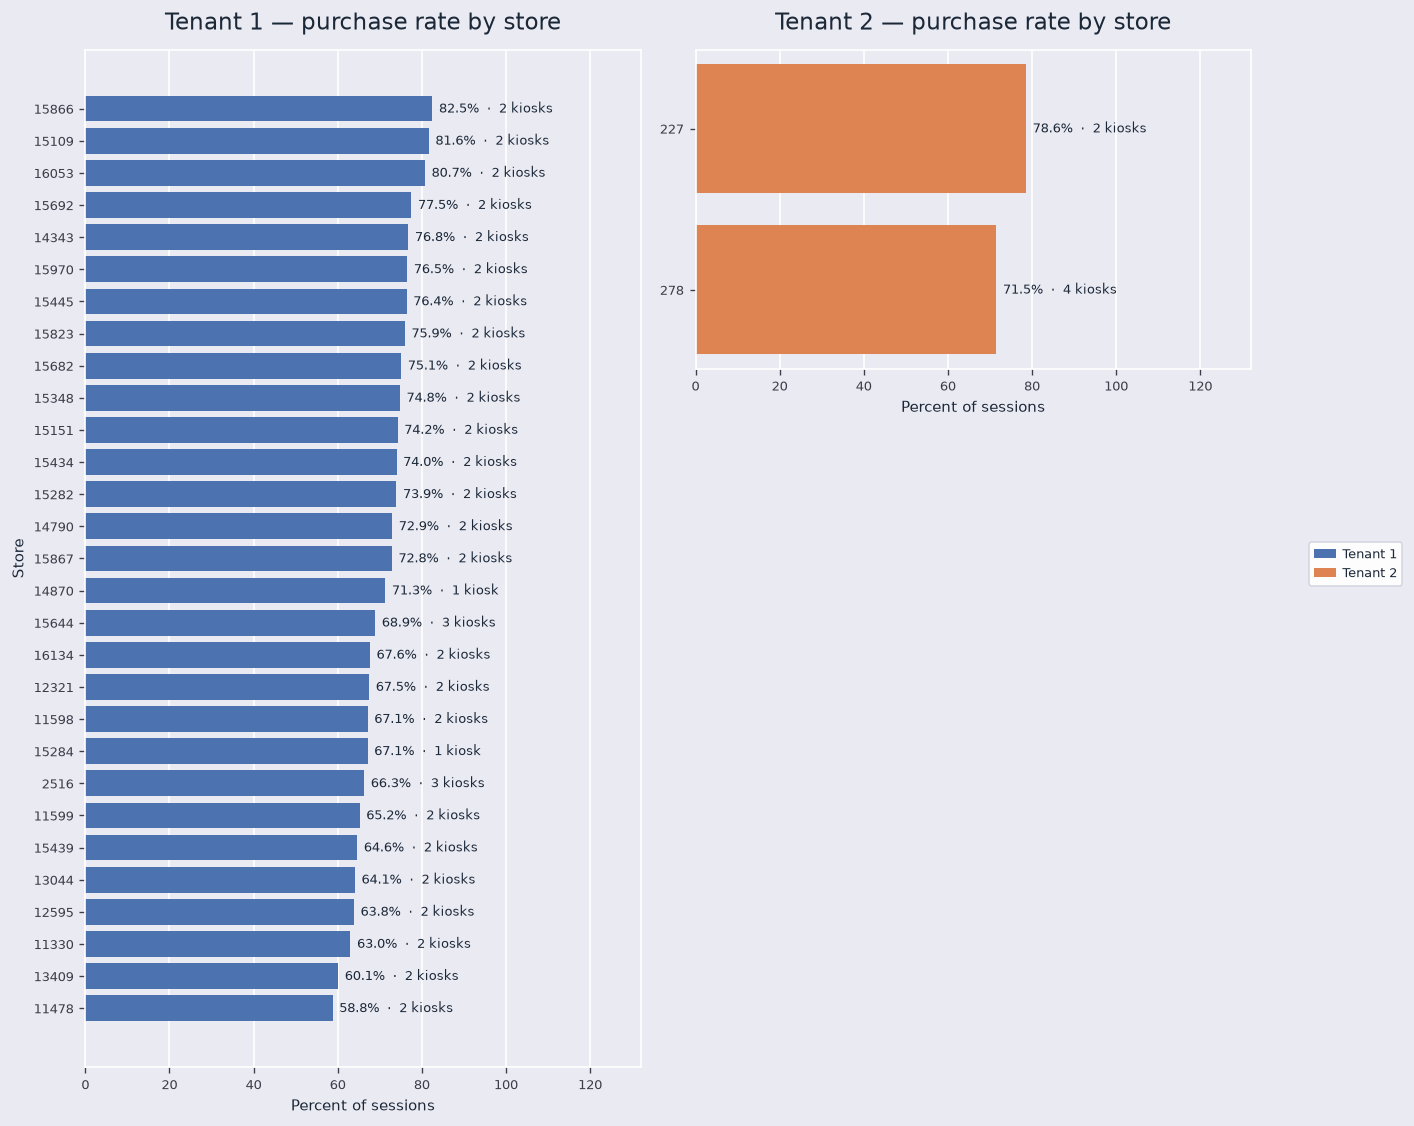 Tenant 1 — purchase rate by store
Store
15866 82.5% · 2 kiosks
15109 81.6% · 2 kiosks
16053 80.7% · 2 kiosks
15692 77.5% · 2 kiosks
14343 76.8% · 2 kiosks
15970 76.5% · 2 kiosks
15445 76.4% · 2 kiosks
15823 75.9% · 2 kiosks
15682 75.1% · 2 kiosks
15348 74.8% · 2 kiosks
15151 74.2% · 2 kiosks
15434 74.0% · 2 kiosks
15282 73.9% · 2 kiosks
14790 72.9% · 2 kiosks
15867 72.8% · 2 kiosks
14870 71.3% · 1 kiosk
15644 68.9% · 3 kiosks
16134 67.6% · 2 kiosks
12321 67.5% · 2 kiosks
11598 67.1% · 2 kiosks
15284 67.1% · 1 kiosk
2516 66.3% · 3 kiosks
11599 65.2% · 2 kiosks
15439 64.6% · 2 kiosks
13044 64.1% · 2 kiosks
12595 63.8% · 2 kiosks
11330 63.0% · 2 kiosks
13409 60.1% · 2 kiosks
11478 58.8% · 2 kiosks
0 20 40 60 80 100 120
Percent of sessions
Tenant 2 — purchase rate by store
227 78.6% · 2 kiosks
278 71.5% · 4 kiosks
0 20 40 60 80 100 120
Percent of sessions
Tenant 1
Tenant 2